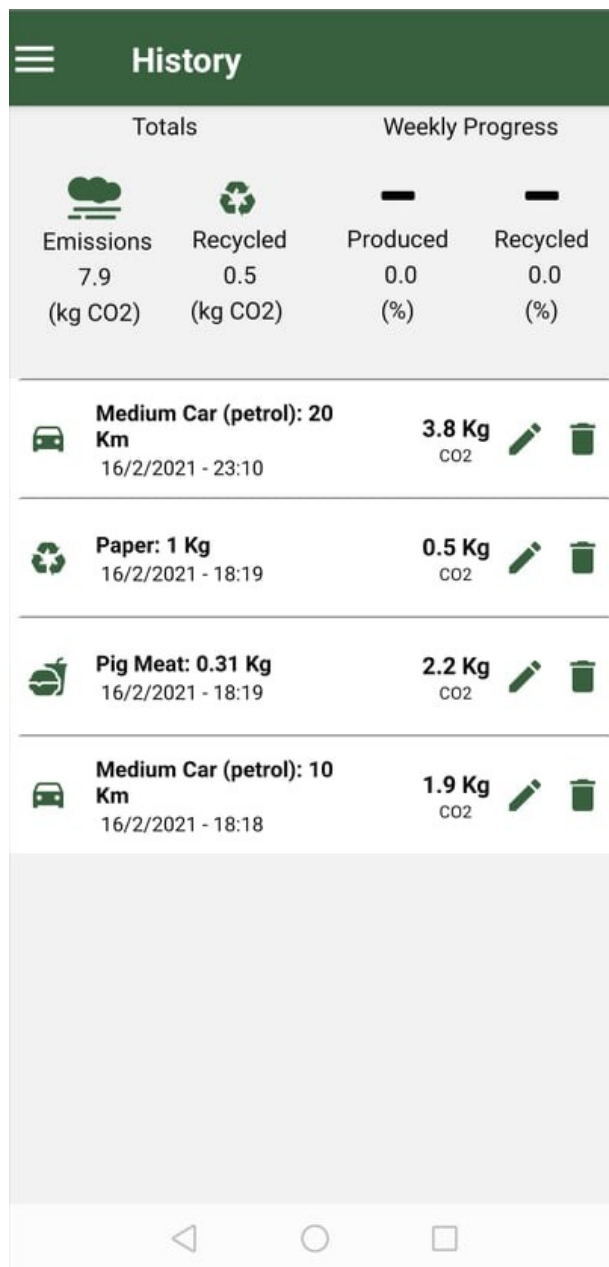 History
Totals
Weekly Progress
Emissions
7.9
(kg CO2)
Recycled
0.5
(kg CO2)
Produced
0.0
(%)
Recycled
0.0
(%)
Medium Car (petrol): 20
Km
16/2/2021 - 23:10
3.8 Kg
CO2
Paper: 1 Kg
16/2/2021 - 18:19
0.5 Kg
CO2
Pig Meat: 0.31 Kg
16/2/2021 - 18:19
2.2 Kg
CO2
Medium Car (petrol): 10
Km
16/2/2021 - 18:18
1.9 Kg
CO2